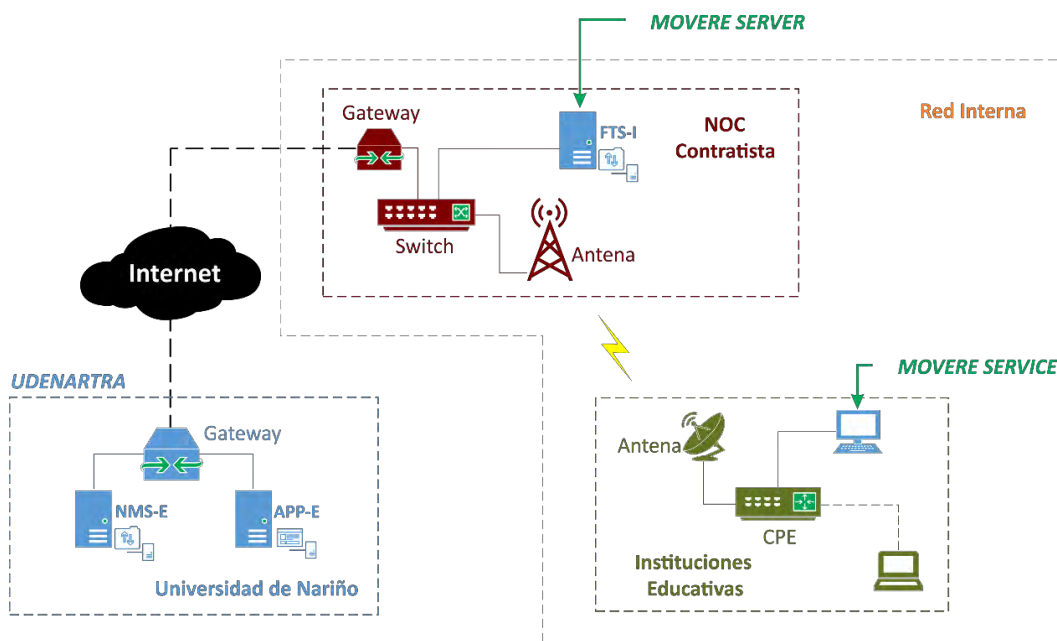 MOVERE SERVER
Red Interna
Gateway
FTS-I
NOC
Contratista
Switch
Antena
Internet
MOVERE SERVICE
UDENARTRA
Gateway
NMS-E
APP-E
Universidad de Nariño
Antena
CPE
Instituciones
Educativas